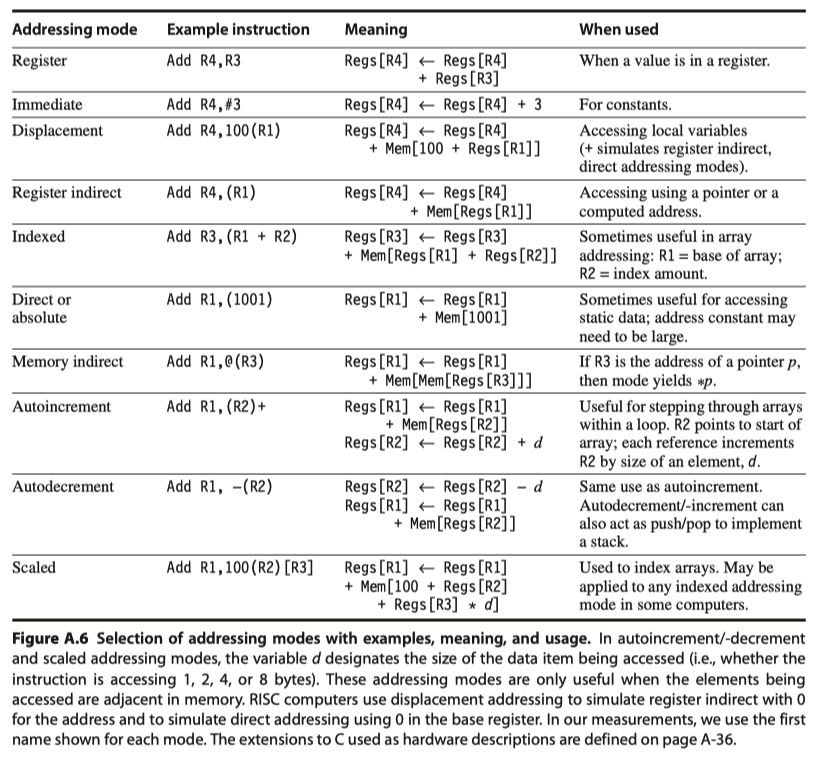 Addressing mode Example instruction Meaning When used
Register Add R4,R3 Regs[R4] ← Regs[R4] When a value is in a register.
+ Regs[R3]
Immediate Add R4,#3 Regs[R4] ← Regs[R4] + 3 For constants.
Displacement Add R4,100(R1) Regs[R4] ← Regs[R4] Accessing local variables
+ Mem[100 + Regs[R1]] (+ simulates register indirect,
direct addressing modes).
Register indirect Add R4,(R1) Regs[R4] ← Regs[R4] Accessing using a pointer or a
+ Mem[Regs[R1]] computed address.
Indexed Add R3,(R1 + R2) Regs[R3] ← Regs[R3] Sometimes useful in array
+ Mem[Regs[R1] + Regs[R2]] addressing: R1 = base of array;
R2 = index amount.
Direct or Add R1,(1001) Regs[R1] ← Regs[R1] Sometimes useful for accessing
absolute + Mem[1001] static data; address constant may
need to be large.
Memory indirect Add R1,@(R3) Regs[R1] ← Regs[R1] If R3 is the address of a pointer p,
+ Mem[Mem[Regs[R3]]] then mode yields *p.
Autoincrement Add R1,(R2)+ Regs[R1] ← Regs[R1] Useful for stepping through arrays
+ Mem[Regs[R2]] within a loop. R2 points to start of
Regs[R2] ← Regs[R2] + d array; each reference increments
R2 by size of an element, d.
Autodecrement Add R1, −(R2) Regs[R2] ← Regs[R2] − d Same use as autoincrement.
Regs[R1] ← Regs[R1] Autodecrement/-increment can
+ Mem[Regs[R2]] also act as push/pop to implement
a stack.
Scaled Add R1,100(R2)[R3] Regs[R1] ← Regs[R1] Used to index arrays. May be
+ Mem[100 + Regs[R2] applied to any indexed addressing
+ Regs[R3] * d] mode in some computers.
Figure A.6 Selection of addressing modes with examples, meaning, and usage. In autoincrement/-decrement
and scaled addressing modes, the variable d designates the size of the data item being accessed (i.e., whether the
instruction is accessing 1, 2, 4, or 8 bytes). These addressing modes are only useful when the elements being
accessed are adjacent in memory. RISC computers use displacement addressing to simulate register indirect with 0
for the address and to simulate direct addressing using 0 in the base register. In our measurements, we use the first
name shown for each mode. The extensions to C used as hardware descriptions are defined on page A-36.